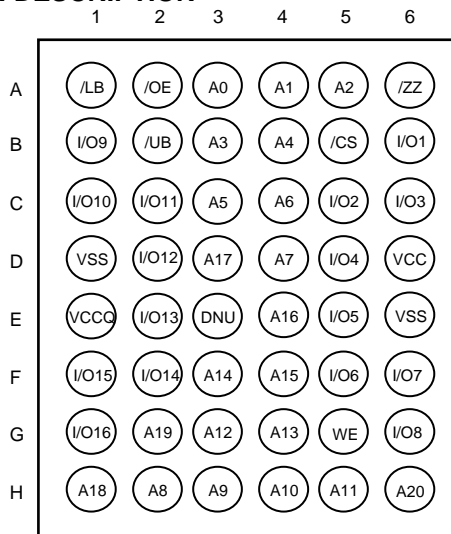 DESCRIPTION
1 2 3 4 5 6
A /LB /OE A0 A1 A2 /ZZ
B I/O9 /UB A3 A4 /CS I/O1
C I/O10 I/O11 A5 A6 I/O2 I/O3
D VSS I/O12 A17 A7 I/O4 VCC
E VCCQ I/O13 DNU A16 I/O5 VSS
F I/O15 I/O14 A14 A15 I/O6 I/O7
G I/O16 A19 A12 A13 WE I/O8
H A18 A8 A9 A10 A11 A20